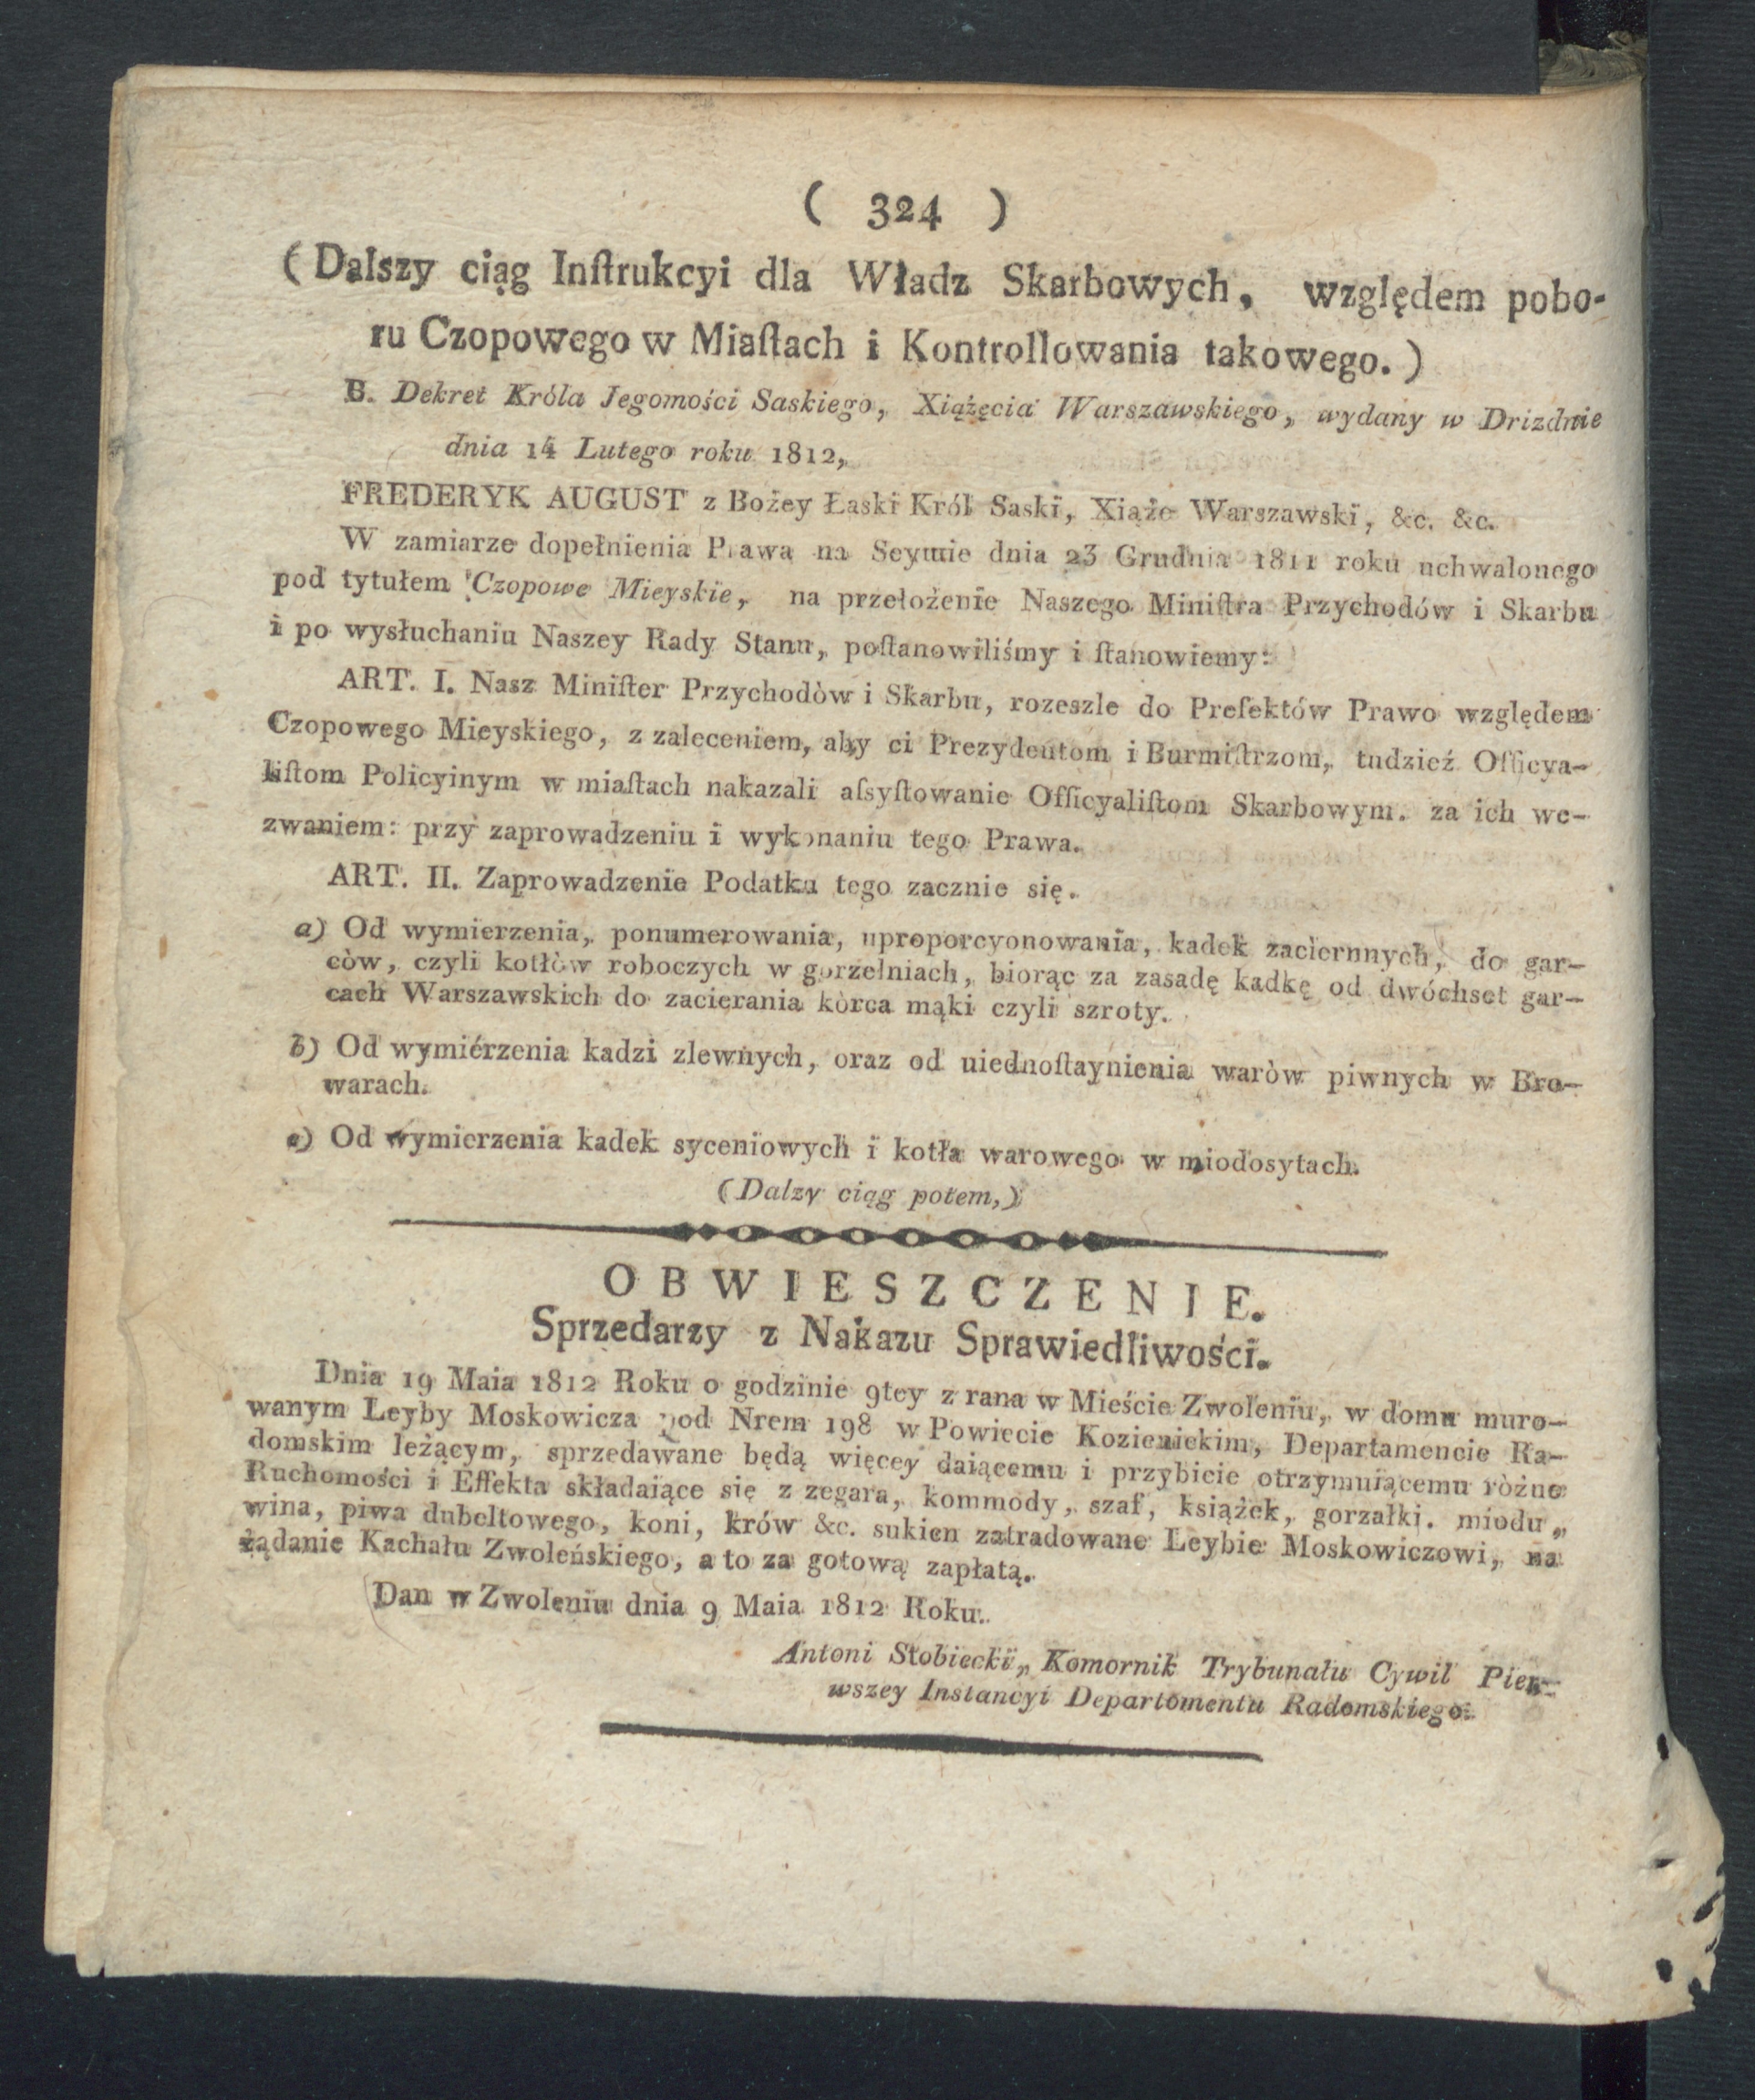 ( 324 )
(Dalszy ciąg Inſtrukcyi dla Władz Skarbowych, względem pobo-
ru Czopowego w Miaſtach i Kontrollowania takowego.)
B. Dekret Króla Jegomości Saskiego, Xiążęcia Warszawskiego, wydany w Drizdnie
dnia 14 Lutego roku 1812,
FREDERYK AUGUST z Bożey Łaski Król Saski, Xiąże Warszawski, &c. &c.
W zamiarze dopełnienia Prawa na Seymie dnia 23 Grudnia 1811 roku uchwalonego
pod tytułem Czopowe Mieyskie, na przełożenie Naszego Miniſtra Przychodów i Skarbu
i po wysłuchaniu Naszey Rady Stanu, poſtanowiliśmy i ſtanowiemy:
ART. I. Nasz Miniſter Przychodòw i Skarbu, rozeszle do Prefektów Prawo względem
Czopowego Mieyskiego, z zaleceniem, aby ci Prezydentom i Burmiſtrzom, tudzież Officya-
liſtom Policyinym w miaſtach nakazali aſsyſtowanie Officyaliſtom Skarbowym. za ich we-
zwaniem: przy zaprowadzeniu i wykonaniu tego Prawa.
ART. II. Zaprowadzenie Podatku tego zacznie się.
a) Od wymierzenia, ponumerowania, uproporcyonowania, kadek zaciernnych, do gar-
còw, czyli kotłòw roboczych w gorzelniach, biorąc za zasadę kadkę od dwóchset gar-
cach Warszawskich do zacierania kòrca mąki czyli szroty.
b) Od wymiérzenia kadzi zlewnych, oraz od uiednoſtaynienia waròw piwnych w Bro-
warach.
c) Od wymierzenia kadek syceniowych i kotła warowego w miodosytach.
(Dalzy ciąg potem,)
OBWIESZCZENIE.
Sprzedarzy z Nakazu Sprawiedliwości.
Dnia 19 Maia 1812 Roku o godzinie 9tey z rana w Mieście Zwoleniu, w domu muro-
wanym Leyby Moskowicza pod Nrem 198 w Powiecie Kozienickim, Departamencie Ra-
domskim leżącym, sprzedawane będą więcey daiącemu i przybicie otrzymuiącemu ròżne
Ruchomości i Effekta składaiące się z zegara, kommody, szaf, książek, gorzałki. miodu,
wina, piwa dubeltowego, koni, krów &c. sukien zatradowane Leybie Moskowiczowi, na
żądanie Kachału Zwoleńskiego, a to za gotową zapłatą.
Dan w Zwoleniu dnia 9 Maia 1812 Roku.
Antoni Stobiecki, Komornik Trybunału Cywil Pier-
wszey Instancyi Departomentu Radomskiego.